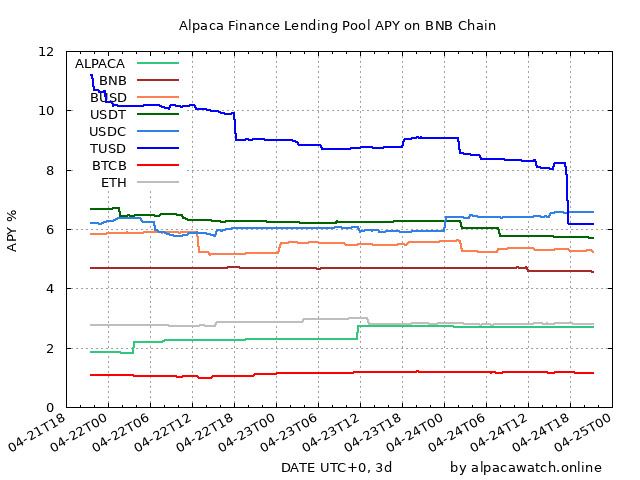 Alpaca Finance Lending Pool APY on BNB Chain
12
10
8
6
4
2
0
APY %
ALPACA
BNB
BUSD
USDT
USDC
TUSD
BTCB
ETH
04-21T18
04-22T00
04-22T06
04-22T12
04-22T18
04-23T00
04-23T06
04-23T12
04-23T18
04-24T00
04-24T06
04-24T12
04-24T18
04-25T00
DATE UTC+0, 3d
by alpacawatch.online